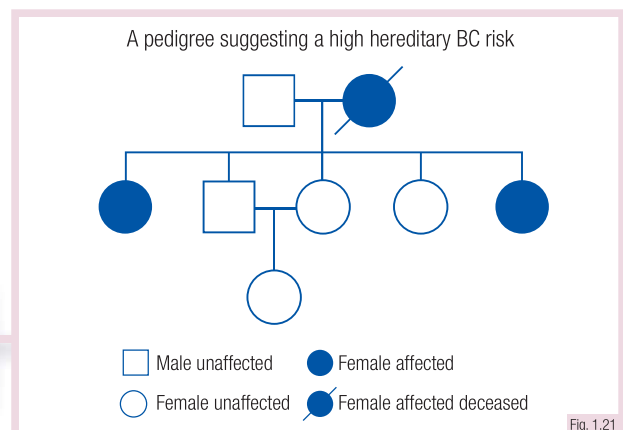 A pedigree suggesting a high hereditary BC risk
Male unaffected
Female affected
Female unaffected
Female affected deceased
Fig. 1.21